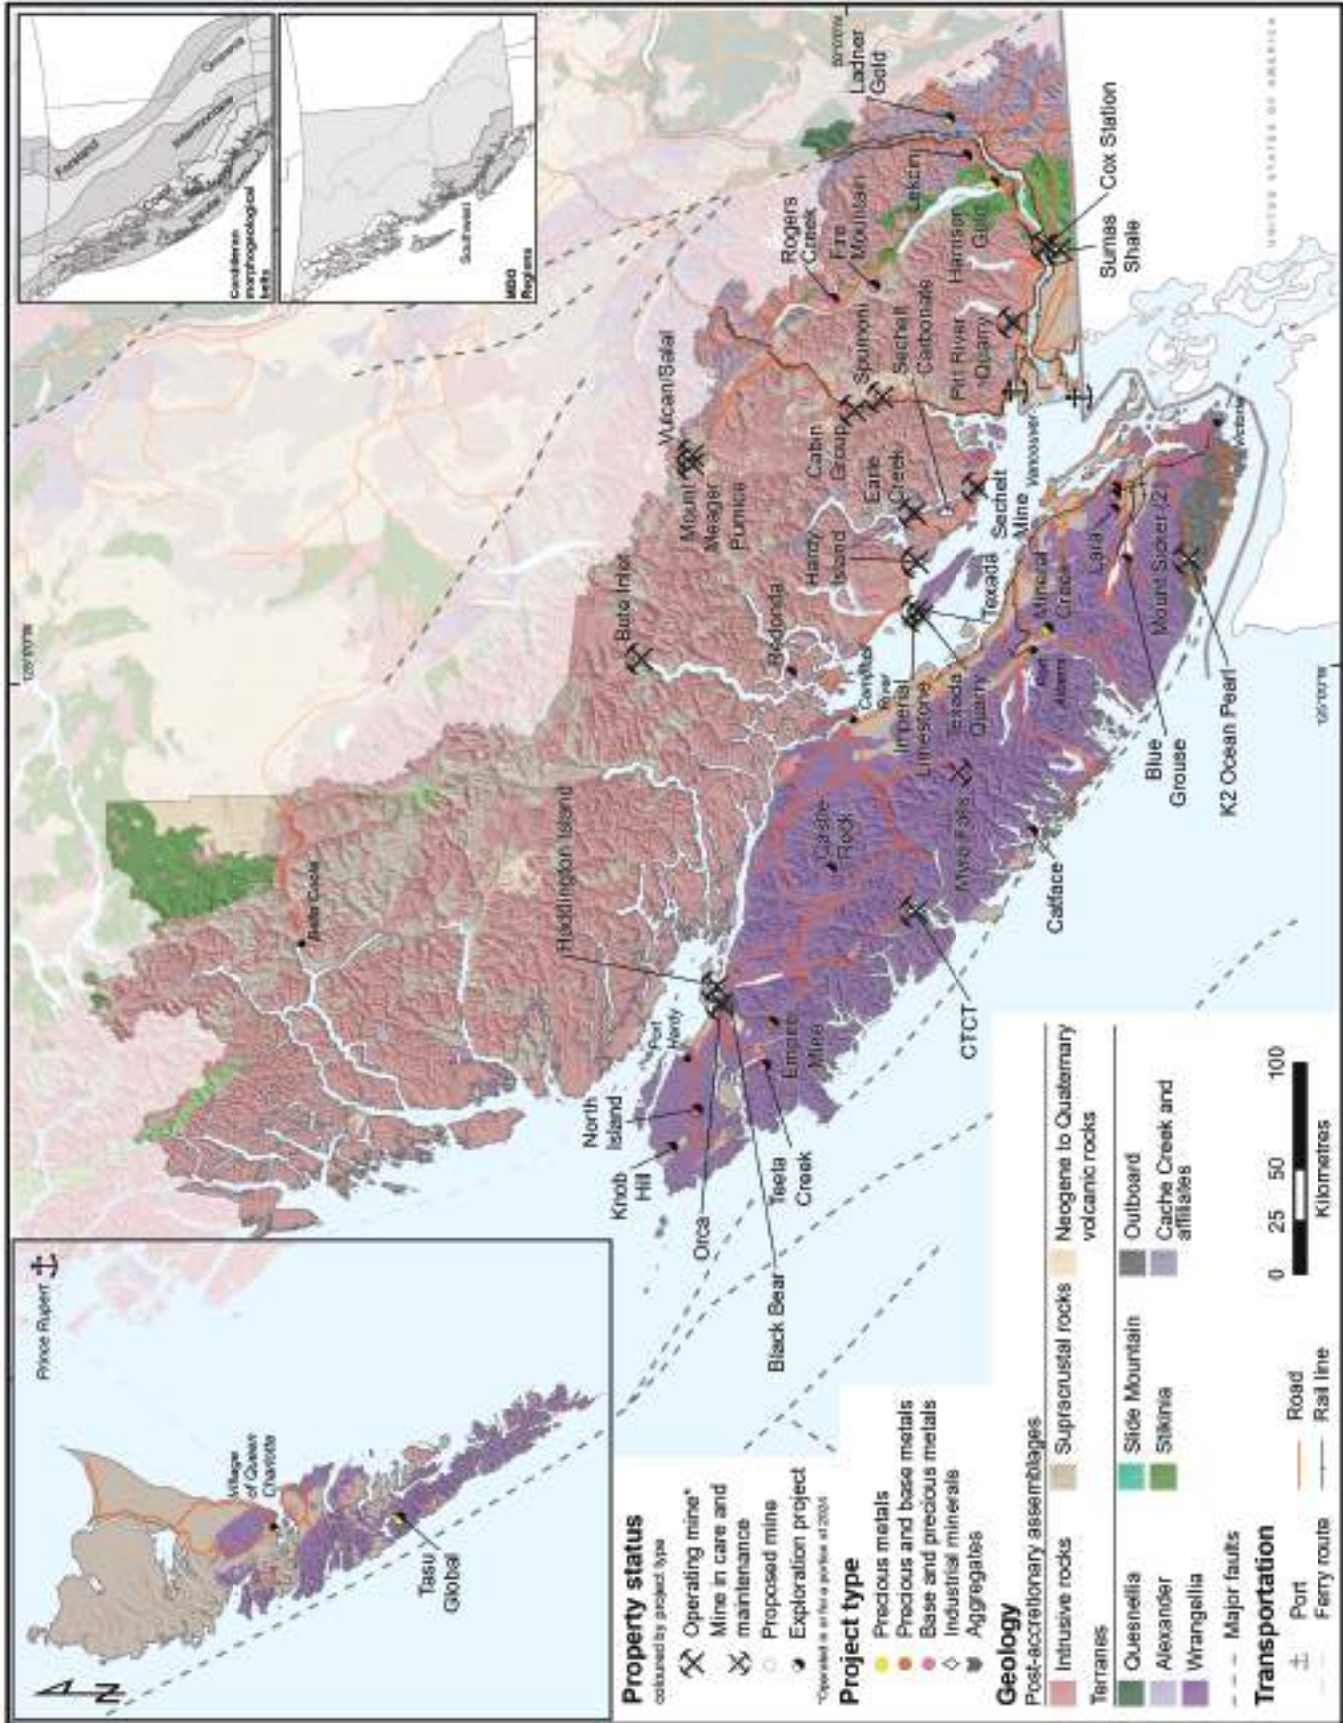 Prince Rupert
Village
of Queen
Charlotte
Tasu
Global
Foreland
Omineca
Intermontane
Coast
Insular
Cordilleran
morphogeological
belts
Southwest
MDO
Regions
Bella Coola
Haddington Island
Port
Hardy
North
Island
Knob
Hill
Orca
Black Bear
Teeta
Creek
Empire
Mine
Castle
Rock
CTCT
Myra Falls
Catface
Bute Inlet
Redonda
Campbell
River
Imperial
Limestone
Texada
Quarry
Texada
Port
Alberni
Mineral
Creek
Lara
Mount Sicker (2)
Blue
Grouse
K2 Ocean Pearl
Victoria
Vulcan/Salal
Mount
Meager
Pumice
Hardy
Island
Earle
Creek
Cabin
Group
Spumoni
Sechelt
Carbonate
Sechelt
Mine
Vancouver
Pitt River
Quarry
Rogers
Creek
Fire
Mountain
Harrison
Gold
Lekcin
Ladner
Gold
Cox Station
Sumas
Shale
UNITED STATES OF AMERICA
Property status
coloured by project type
Operating mine*
Mine in care and
maintenance
Proposed mine
Exploration project
*Operated in all or a portion of 2024
Project type
Precious metals
Precious and base metals
Base and precious metals
Industrial minerals
Aggregates
Geology
Post-accretionary assemblages
Intrusive rocks
Supracrustal rocks
Neogene to Quaternary
volcanic rocks
Terranes
Quesnellia
Slide Mountain
Outboard
Alexander
Stikinia
Cache Creek and
affiliates
Wrangellia
Major faults
Transportation
Port
Road
Ferry route
Rail line
0 25 50 100
Kilometres